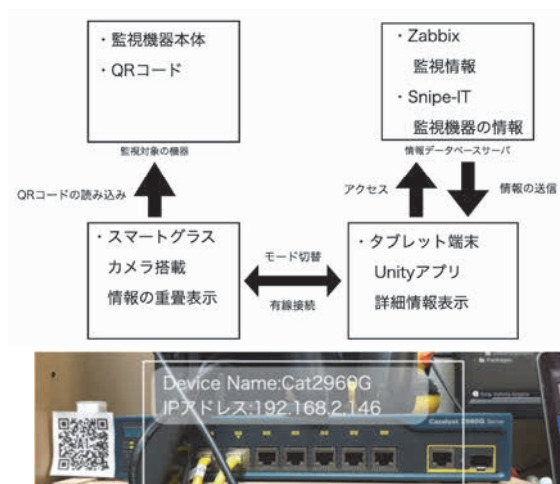 ・監視機器本体
・QRコード
監視対象の機器
・Zabbix
監視情報
・Snipe-IT
監視機器の情報
情報データベースサーバ
QRコードの読み込み
アクセス
情報の送信
・スマートグラス
カメラ搭載
情報の重畳表示
モード切替
有線接続
・タブレット端末
Unityアプリ
詳細情報表示
Device Name:Cat2960G
IPアドレス:192.168.2.146
Catalyst 2960G